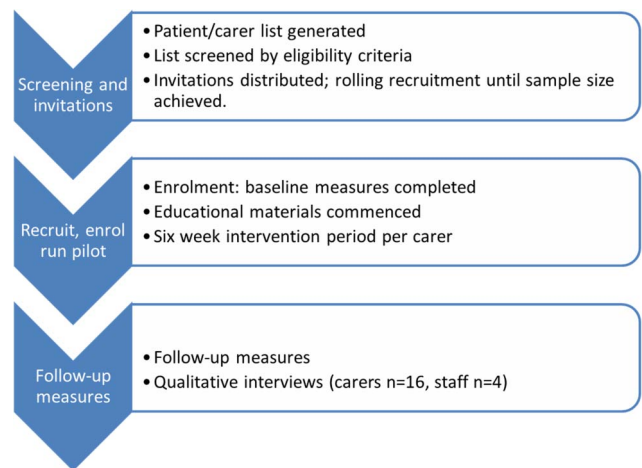 Screening and
invitations
• Patient/carer list generated
• List screened by eligibility criteria
• Invitations distributed; rolling recruitment until sample size
achieved.
Recruit, enrol
run pilot
• Enrolment: baseline measures completed
• Educational materials commenced
• Six week intervention period per carer
Follow-up
measures
• Follow-up measures
• Qualitative interviews (carers n=16, staff n=4)